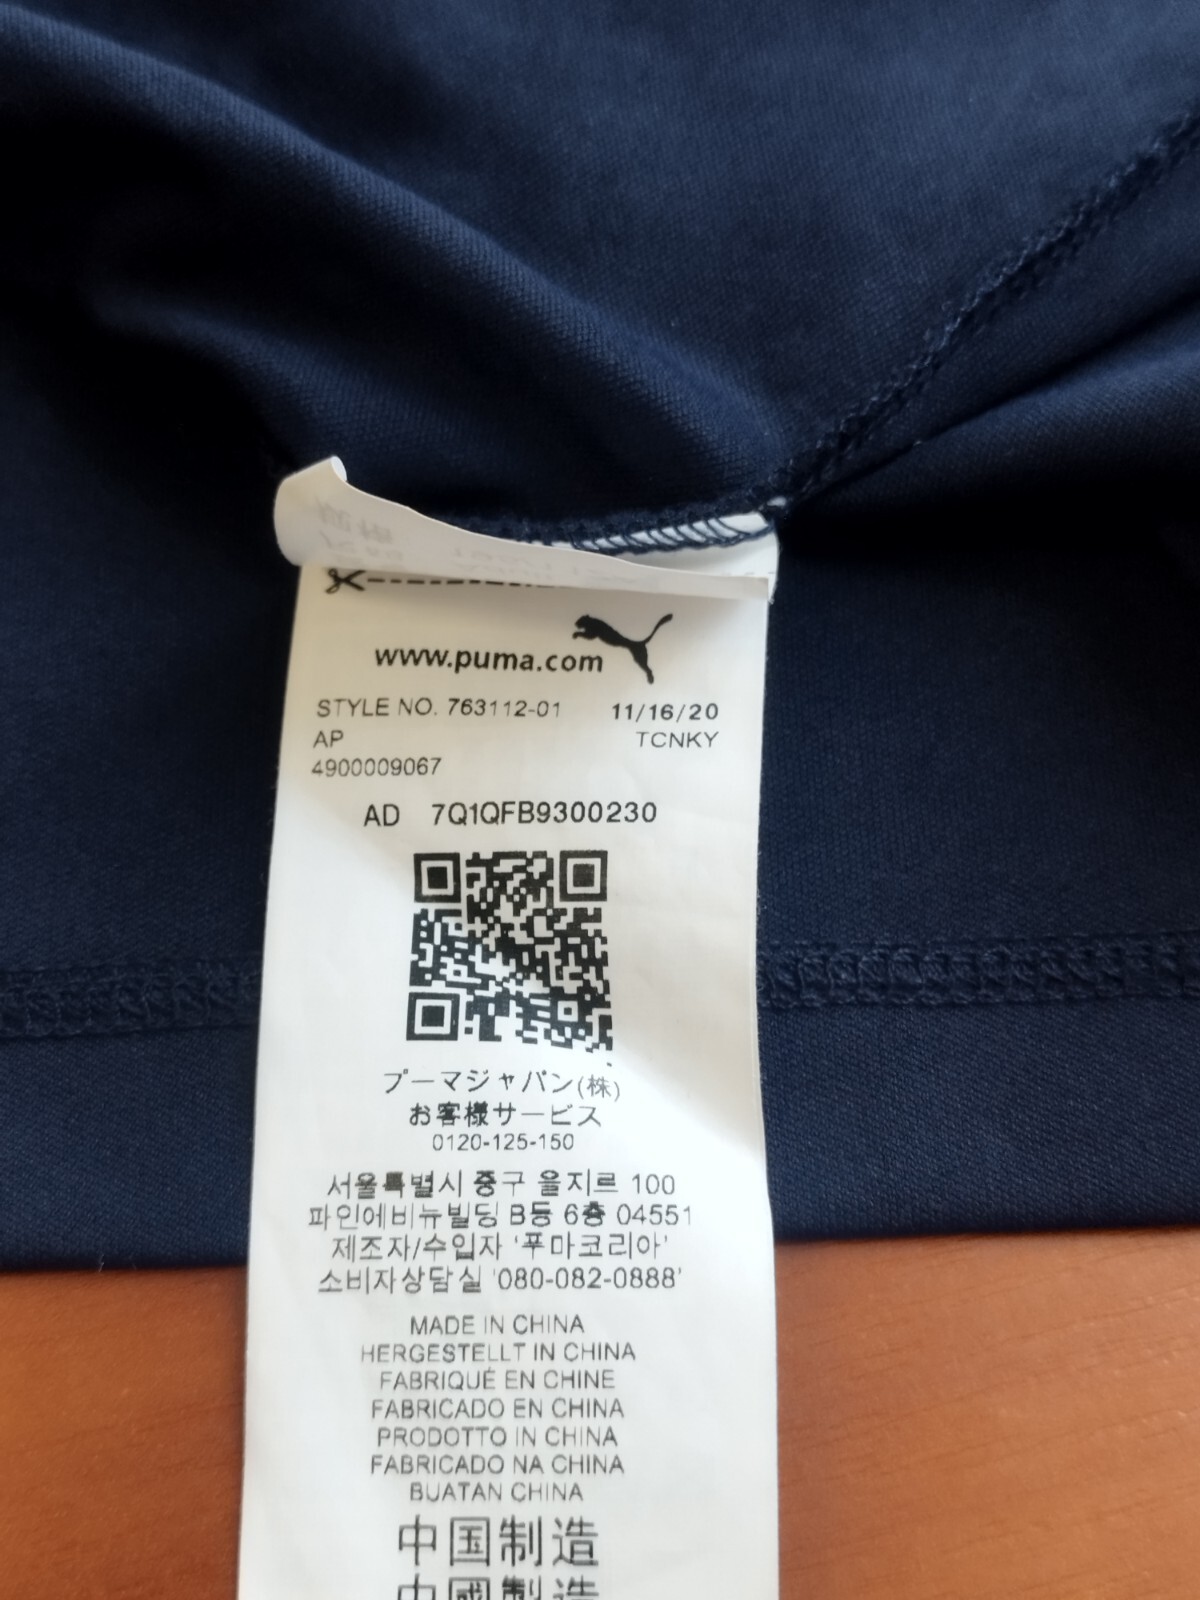 www.puma.com
STYLE NO. 763112-01 11/16/20
AP TCNKY
4900009067
AD 7Q1QFB9300230
プーマジャパン(株)
お客様サービス
0120-125-150
서울특별시 중구 을지르 100
파인에비뉴빌딩 B등 6층 04551
제조자/수입자 '푸마코리아'
소비자상담실 '080-082-0888'
MADE IN CHINA
HERGESTELLT IN CHINA
FABRIQUÉ EN CHINE
FABRICADO EN CHINA
PRODOTTO IN CHINA
FABRICADO NA CHINA
BUATAN CHINA
中国制造
中國製造